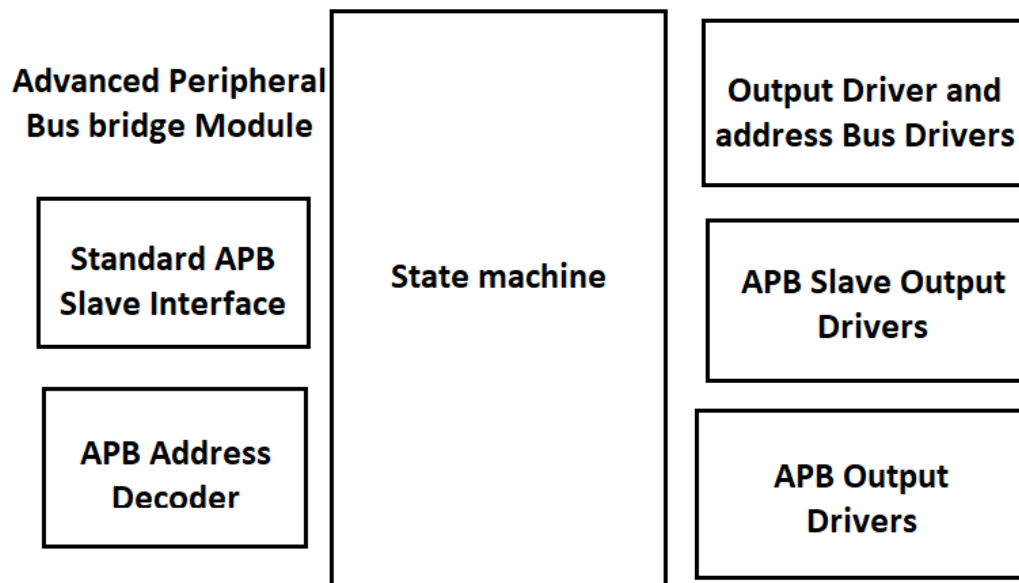 Advanced Peripheral
Bus bridge Module
Standard APB
Slave Interface
APB Address
Decoder
State machine
Output Driver and
address Bus Drivers
APB Slave Output
Drivers
APB Output
Drivers